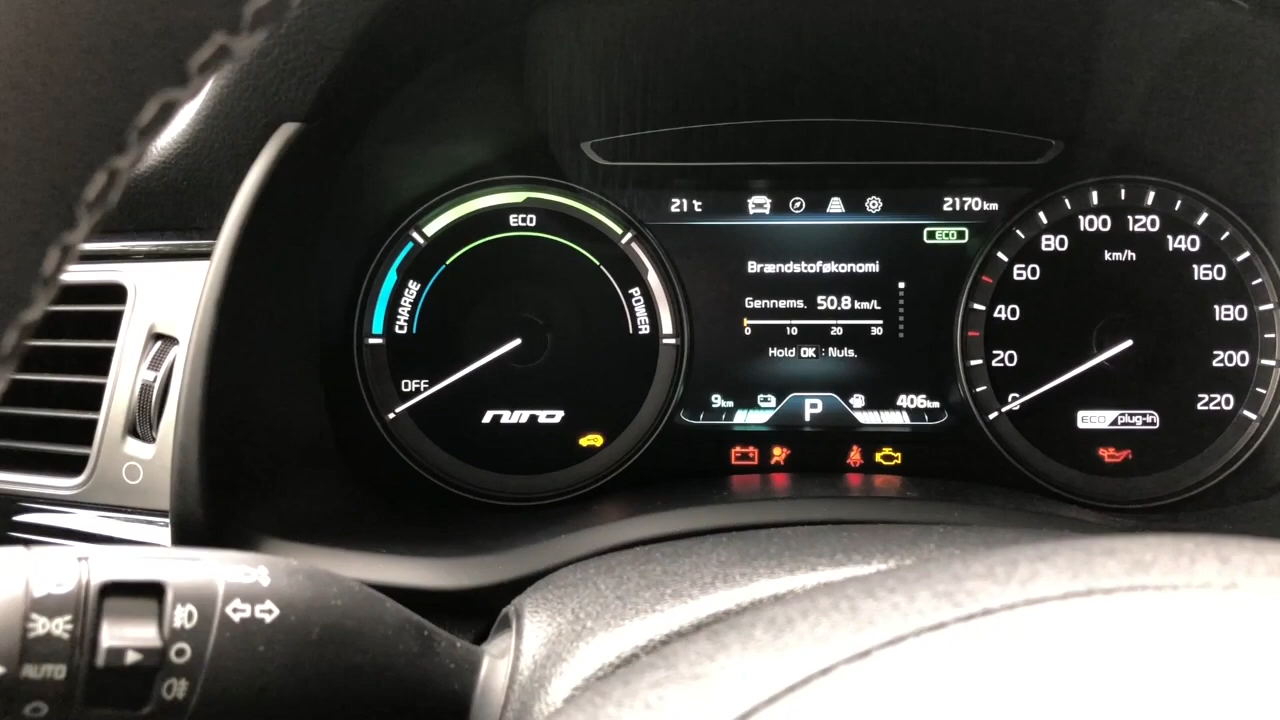 21 ℃
2170 km
ECO
Brændstoføkonomi
Gennems. 50.8 km/L
0 10 20 30
Hold OK : Nuls.
9 km
P
406 km
ECO
CHARGE
POWER
OFF
niro
km/h
0 20 40 60 80 100 120 140 160 180 200 220
ECO plug-in
AUTO